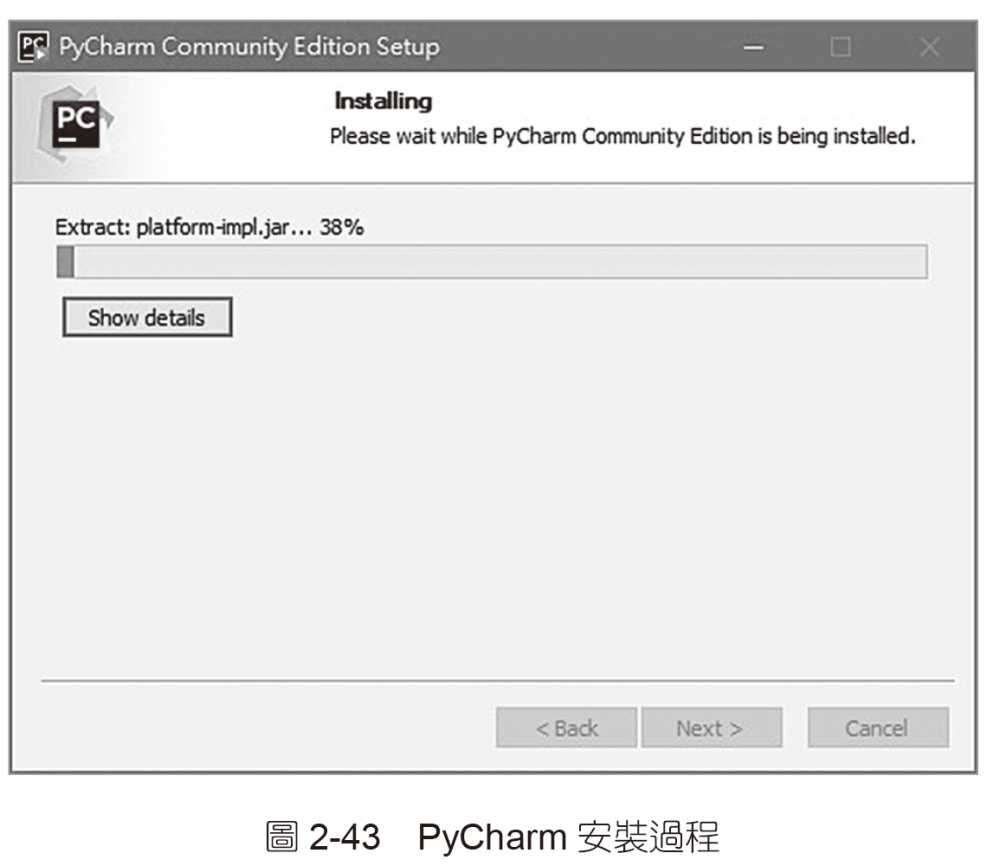 PyCharm Community Edition Setup
PC
Installing
Please wait while PyCharm Community Edition is being installed.
Extract: platform-impl.jar... 38%
Show details
< Back
Next >
Cancel
圖 2-43 PyCharm 安裝過程